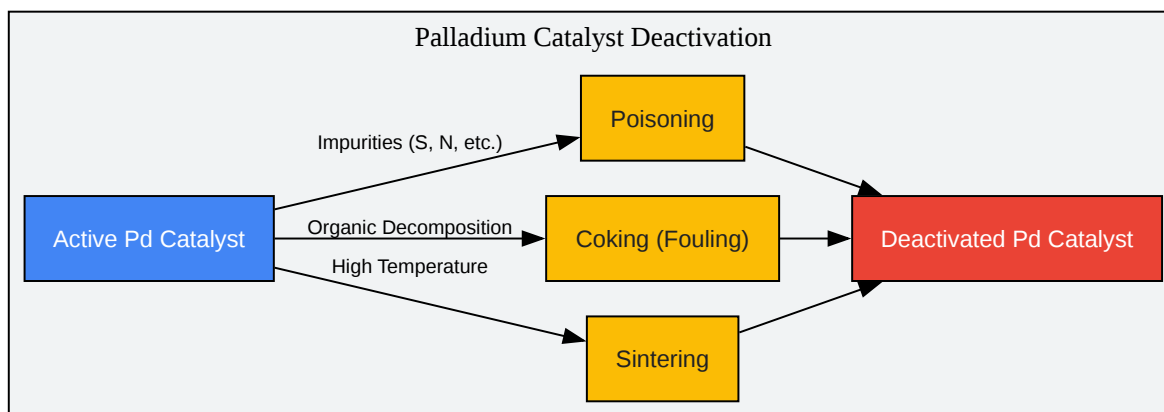 Palladium Catalyst Deactivation
Poisoning
Impurities (S, N, etc.)
Active Pd Catalyst
Organic Decomposition
Coking (Fouling)
Deactivated Pd Catalyst
High Temperature
Sintering